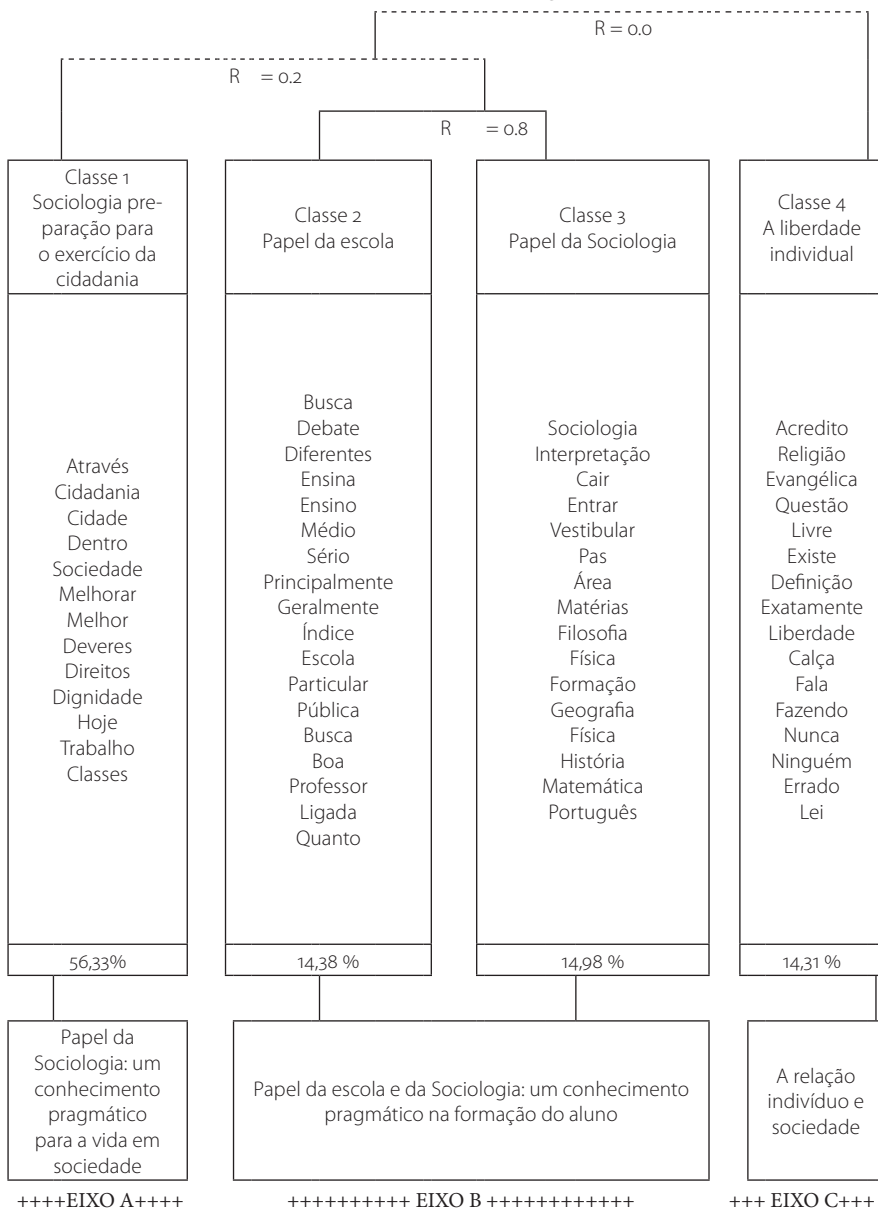 R = 0.0
R = 0.2
R = 0.8
Classe 1
Sociologia pre-
paração para
o exercício da
cidadania
Classe 2
Papel da escola
Classe 3
Papel da Sociologia
Classe 4
A liberdade
individual
Através
Cidadania
Cidade
Dentro
Sociedade
Melhorar
Melhor
Deveres
Direitos
Dignidade
Hoje
Trabalho
Classes
Busca
Debate
Diferentes
Ensina
Ensino
Médio
Sério
Principalmente
Geralmente
Índice
Escola
Particular
Pública
Busca
Boa
Professor
Ligada
Quanto
Sociologia
Interpretação
Cair
Entrar
Vestibular
Pas
Área
Matérias
Filosofia
Física
Formação
Geografia
Física
História
Matemática
Português
Acredito
Religião
Evangélica
Questão
Livre
Existe
Definição
Exatamente
Liberdade
Calça
Fala
Fazendo
Nunca
Ninguém
Errado
Lei
56,33%
14,38 %
14,98 %
14,31 %
Papel da
Sociologia: um
conhecimento
pragmático
para a vida em
sociedade
Papel da escola e da Sociologia: um conhecimento
pragmático na formação do aluno
A relação
indivíduo e
sociedade
++++EIXO A++++
++++++++++ EIXO B ++++++++++++
+++ EIXO C+++